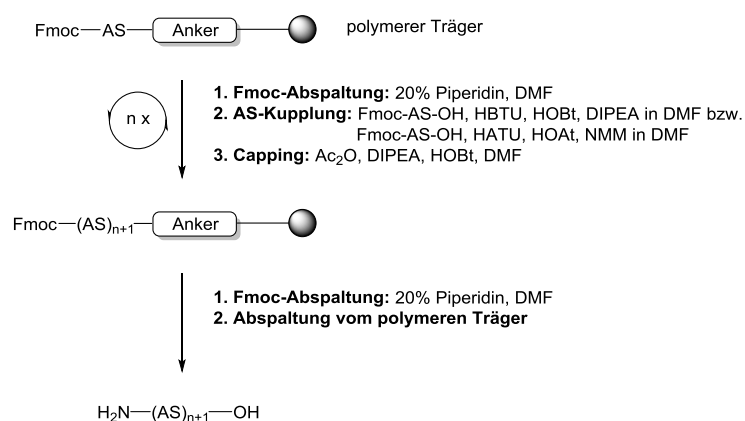 Fmoc—AS—Anker polymerer Träger
1. Fmoc-Abspaltung: 20% Piperidin, DMF
n x 2. AS-Kupplung: Fmoc-AS-OH, HBTU, HOBt, DIPEA in DMF bzw.
Fmoc-AS-OH, HATU, HOAt, NMM in DMF
3. Capping: Ac₂O, DIPEA, HOBt, DMF
Fmoc—(AS)ₙ₊₁—Anker
1. Fmoc-Abspaltung: 20% Piperidin, DMF
2. Abspaltung vom polymeren Träger
H₂N—(AS)ₙ₊₁—OH